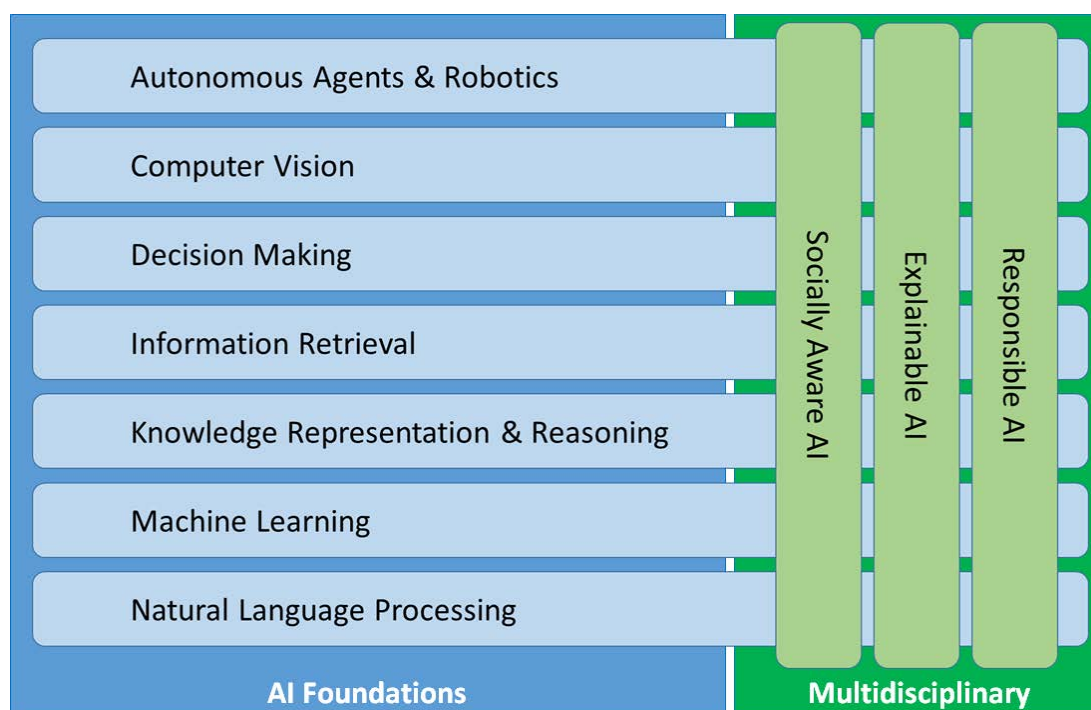 Autonomous Agents & Robotics
Computer Vision
Decision Making
Information Retrieval
Knowledge Representation & Reasoning
Machine Learning
Natural Language Processing
Socially Aware AI
Explainable AI
Responsible AI
AI Foundations
Multidisciplinary